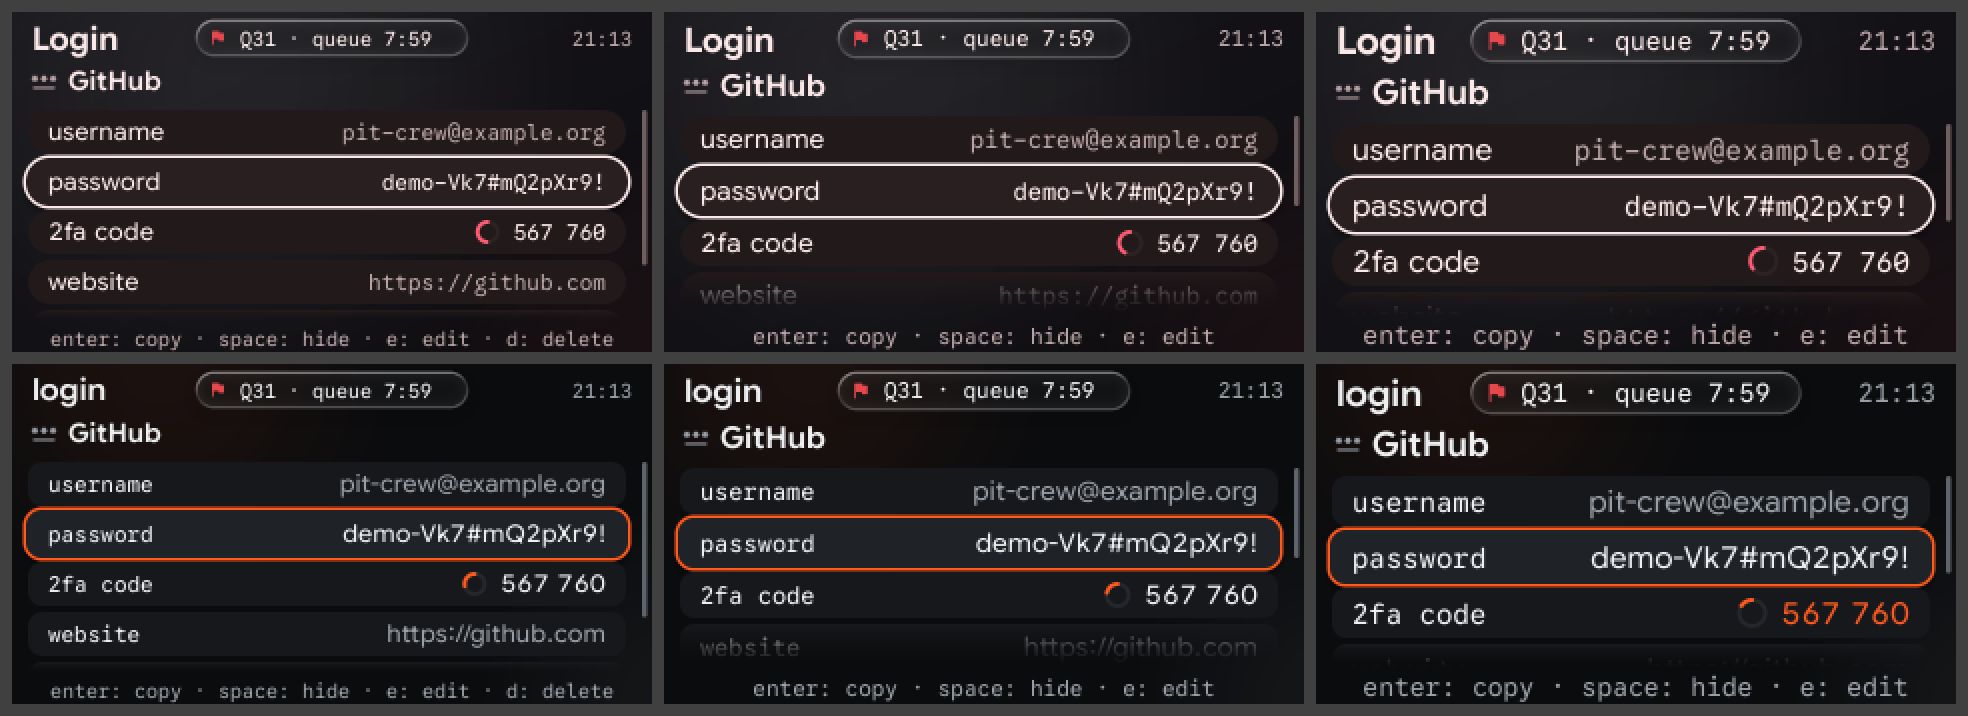 Login Q31 · queue 7:59 21:13
GitHub
username pit-crew@example.org
password demo-Vk7#mQ2pXr9!
2fa code 567 760
website https://github.com
enter: copy · space: hide · e: edit · d: delete
Login Q31 · queue 7:59 21:13
GitHub
username pit-crew@example.org
password demo-Vk7#mQ2pXr9!
2fa code 567 760
website https://github.com
enter: copy · space: hide · e: edit
Login Q31 · queue 7:59 21:13
GitHub
username pit-crew@example.org
password demo-Vk7#mQ2pXr9!
2fa code 567 760
enter: copy · space: hide · e: edit
login Q31 · queue 7:59 21:13
GitHub
username pit-crew@example.org
password demo-Vk7#mQ2pXr9!
2fa code 567 760
website https://github.com
enter: copy · space: hide · e: edit · d: delete
login Q31 · queue 7:59 21:13
GitHub
username pit-crew@example.org
password demo-Vk7#mQ2pXr9!
2fa code 567 760
website https://github.com
enter: copy · space: hide · e: edit
login Q31 · queue 7:59 21:13
GitHub
username pit-crew@example.org
password demo-Vk7#mQ2pXr9!
2fa code 567 760
enter: copy · space: hide · e: edit